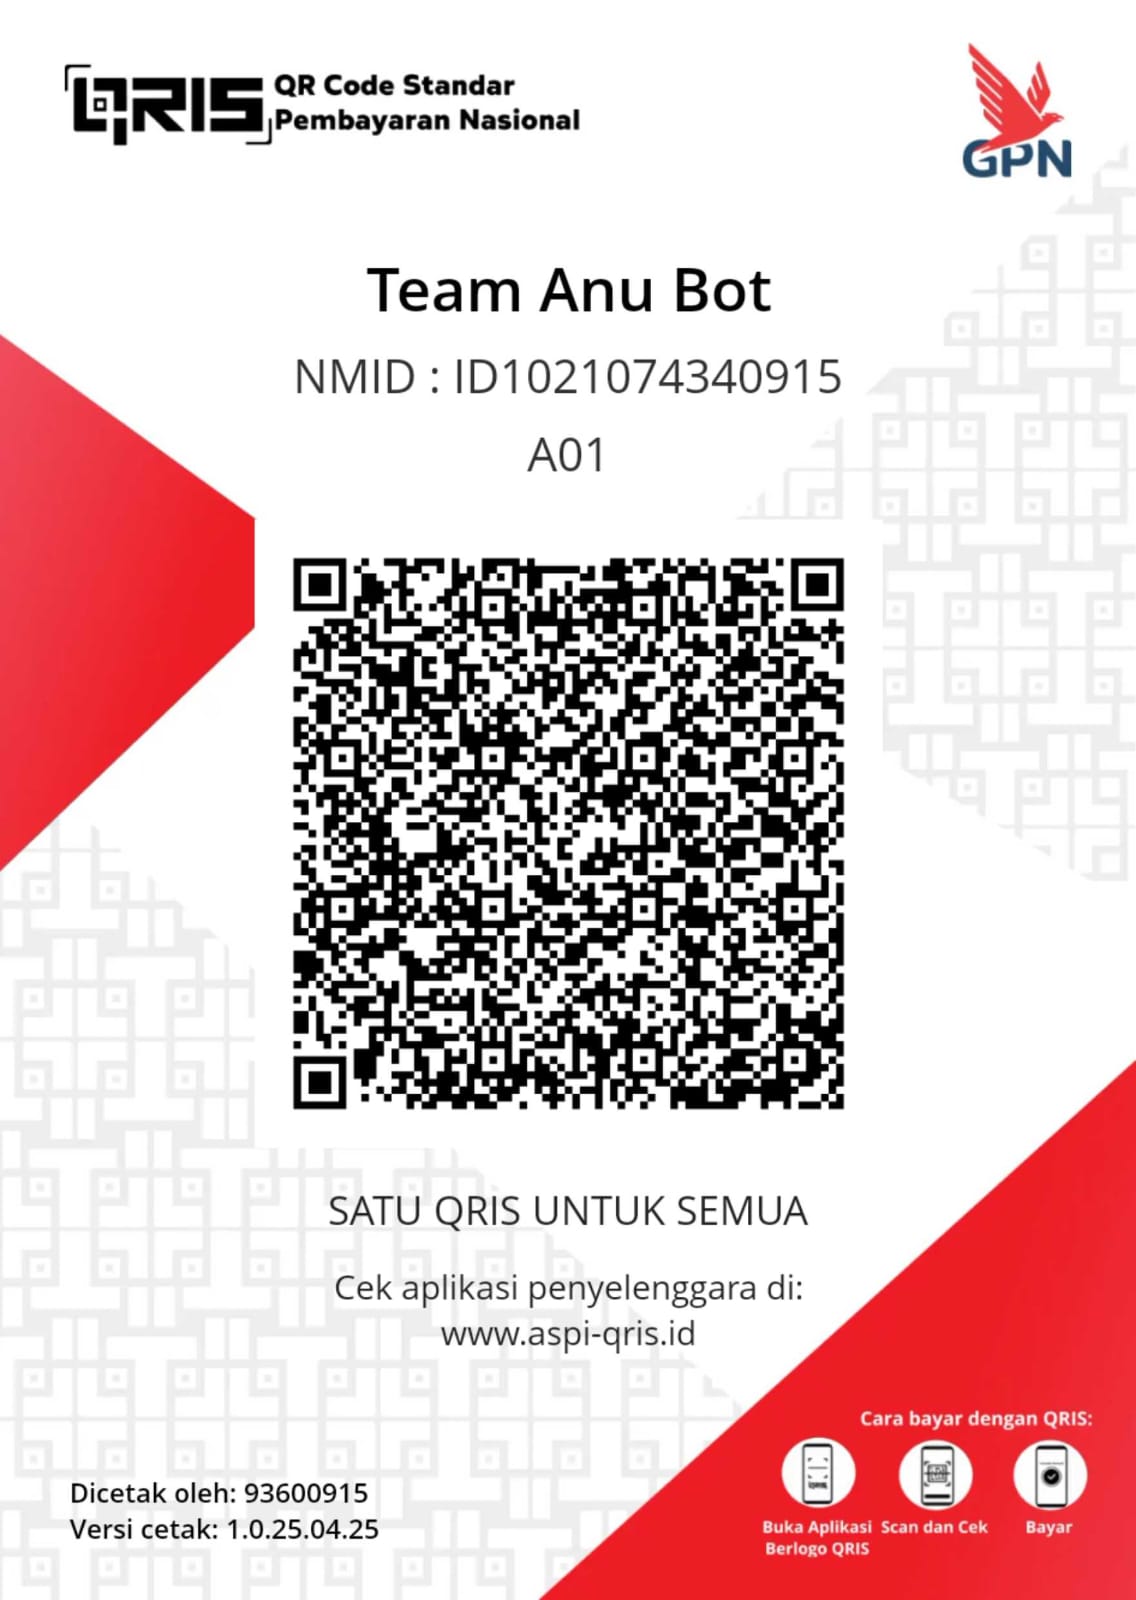 QRIS QR Code Standar
Pembayaran Nasional
GPN
Team Anu Bot
NMID : ID1021074340915
A01
SATU QRIS UNTUK SEMUA
Cek aplikasi penyelenggara di:
www.aspi-qris.id
Cara bayar dengan QRIS:
Buka Aplikasi
Berlogo QRIS
Scan dan Cek
Bayar
Dicetak oleh: 93600915
Versi cetak: 1.0.25.04.25